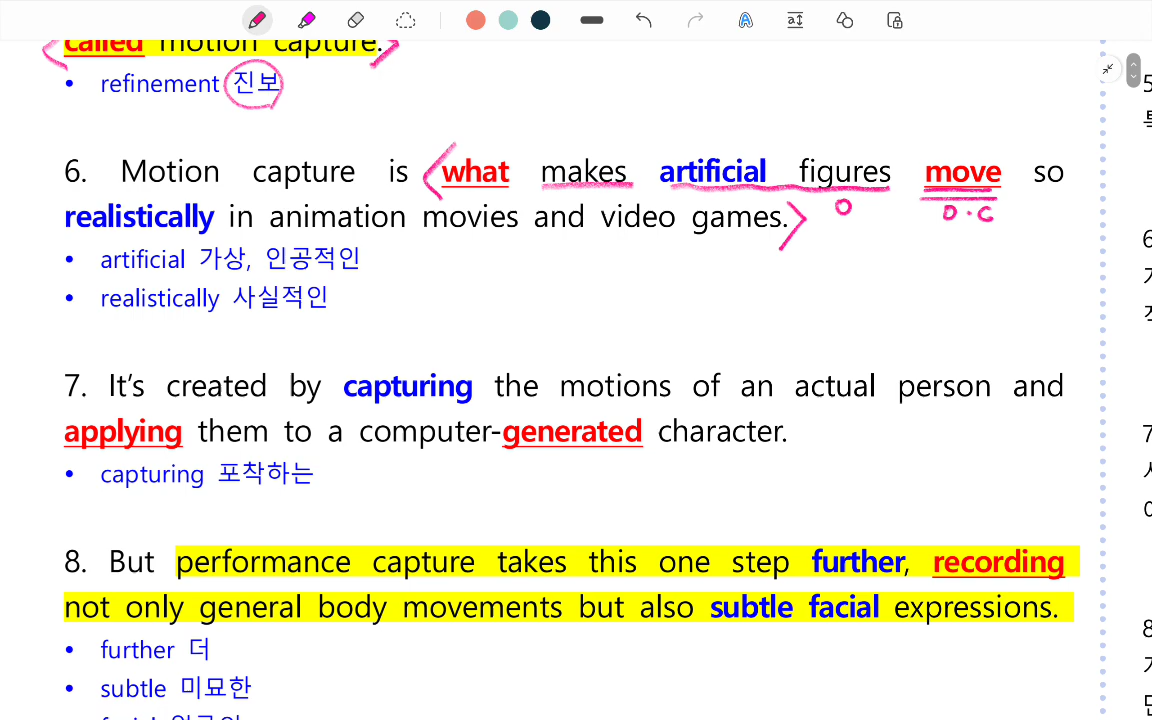 called motion capture.
• refinement 진보
6. Motion capture is what makes artificial figures move so
O O.C
realistically in animation movies and video games.
• artificial 가상, 인공적인
• realistically 사실적인
7. It's created by capturing the motions of an actual person and
applying them to a computer-generated character.
• capturing 포착하는
8. But performance capture takes this one step further, recording
not only general body movements but also subtle facial expressions.
• further 더
• subtle 미묘한
5
6
7
8